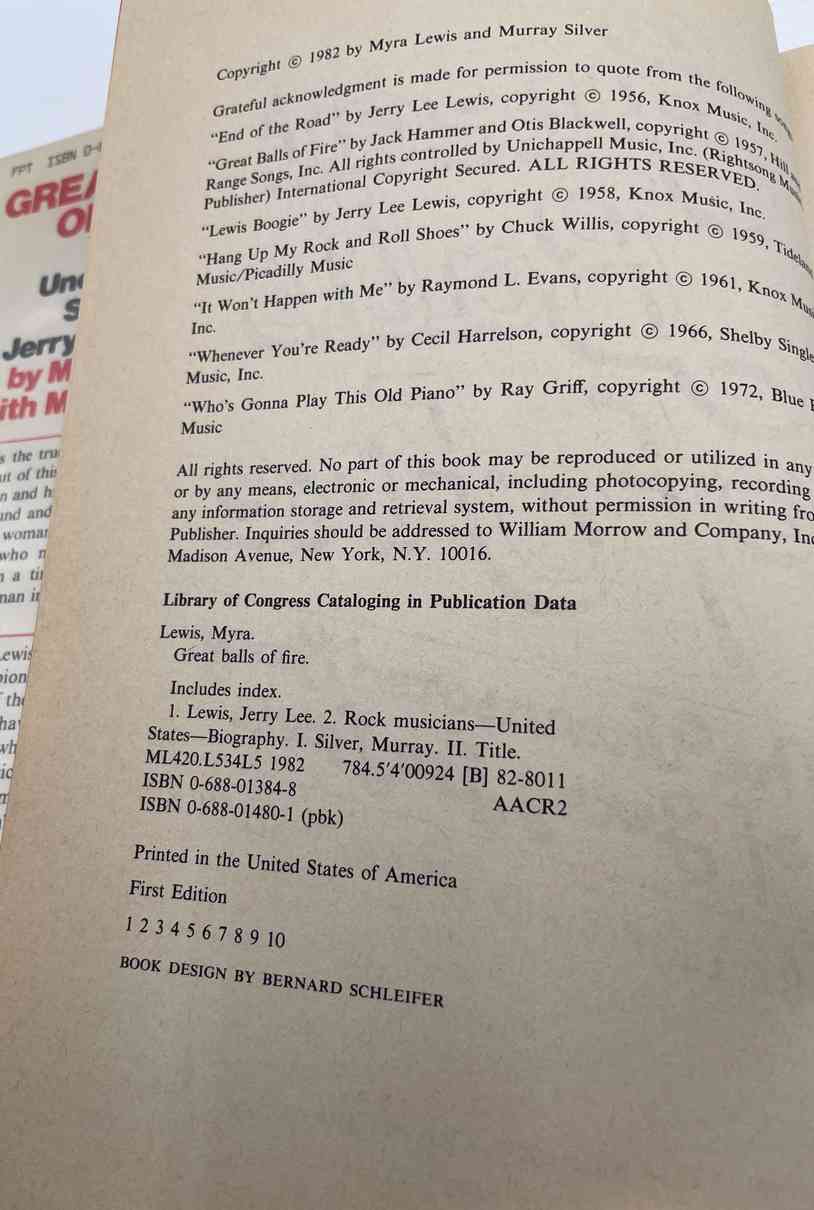 Copyright © 1982 by Myra Lewis and Murray Silver
Grateful acknowledgment is made for permission to quote from the following
“End of the Road” by Jerry Lee Lewis, copyright © 1956, Knox Music, Inc.
“Great Balls of Fire” by Jack Hammer and Otis Blackwell, copyright © 1957, Hill and
Range Songs, Inc. All rights controlled by Unichappell Music, Inc. (Rightsong
Publisher) International Copyright Secured. ALL RIGHTS RESERVED.
“Lewis Boogie” by Jerry Lee Lewis, copyright © 1958, Knox Music, Inc.
“Hang Up My Rock and Roll Shoes” by Chuck Willis, copyright © 1959,
Music/Picadilly Music
“It Won't Happen with Me” by Raymond L. Evans, copyright © 1961, Knox
Inc.
“Whenever You're Ready” by Cecil Harrelson, copyright © 1966, Shelby
Music, Inc.
“Who's Gonna Play This Old Piano” by Ray Griff, copyright © 1972, Blue
Music
All rights reserved. No part of this book may be reproduced or utilized in any
or by any means, electronic or mechanical, including photocopying, recording
any information storage and retrieval system, without permission in writing
Publisher. Inquiries should be addressed to William Morrow and Company,
Madison Avenue, New York, N.Y. 10016.
Library of Congress Cataloging in Publication Data
Lewis, Myra.
Great balls of fire.
Includes index.
1. Lewis, Jerry Lee. 2. Rock musicians—United
States—Biography. I. Silver, Murray. II. Title.
ML420.L534L5 1982 784.5′4′00924 [B] 82-8011
ISBN 0-688-01384-8 AACR2
ISBN 0-688-01480-1 (pbk)
Printed in the United States of America
First Edition
1 2 3 4 5 6 7 8 9 10
BOOK DESIGN BY BERNARD SCHLEIFER
PPT ISBN
Jerry
by M
ith M